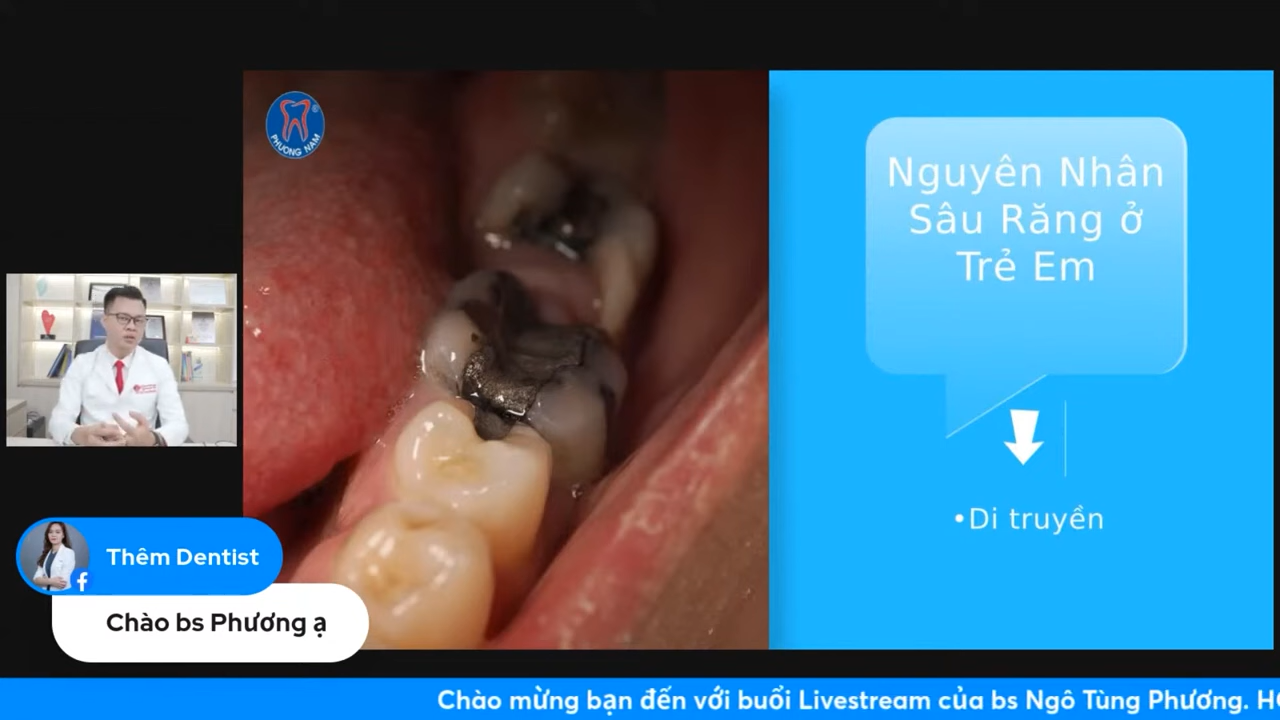 PHUONG NAM
Nguyên Nhân
Sâu Răng ở
Trẻ Em
•Di truyền
Thêm Dentist
Chào bs Phương ạ
Chào mừng bạn đến với buổi Livestream của bs Ngô Tùng Phương.